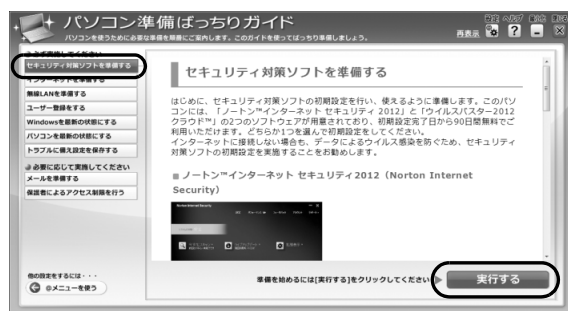 パソコン準備ばっちりガイド
パソコンを使うために必要な準備を順番にご案内します。このガイドを使ってばっちり準備しましょう。
再表示
設定 ヘルプ 最小化 閉じる
必ず実施してください
セキュリティ対策ソフトを準備する
インターネットを準備する
無線LANを準備する
ユーザー登録をする
Windowsを最新の状態にする
パソコンを最新の状態にする
トラブルに備え設定を保存する
必要に応じて実施してください
メールを準備する
保護者によるアクセス制限を行う
他の設定をするには・・・
@メニューを使う
セキュリティ対策ソフトを準備する
はじめに、セキュリティ対策ソフトの初期設定を行い、使えるように準備します。このパソ
コンには、「ノートン™インターネット セキュリティ 2012」と「ウイルスバスター2012
クラウド™」の2つのソフトウェアが用意されており、初期設定完了日から90日間無料でご
利用いただけます。どちらか1つを選んで初期設定をしてください。
インターネットに接続しない場合も、データによるウイルス感染を防ぐため、セキュリティ
対策ソフトの初期設定を実施することをお勧めします。
■ ノートン™インターネット セキュリティ2012（Norton Internet
Security）
準備を始めるには[実行する]をクリックしてください
実行する